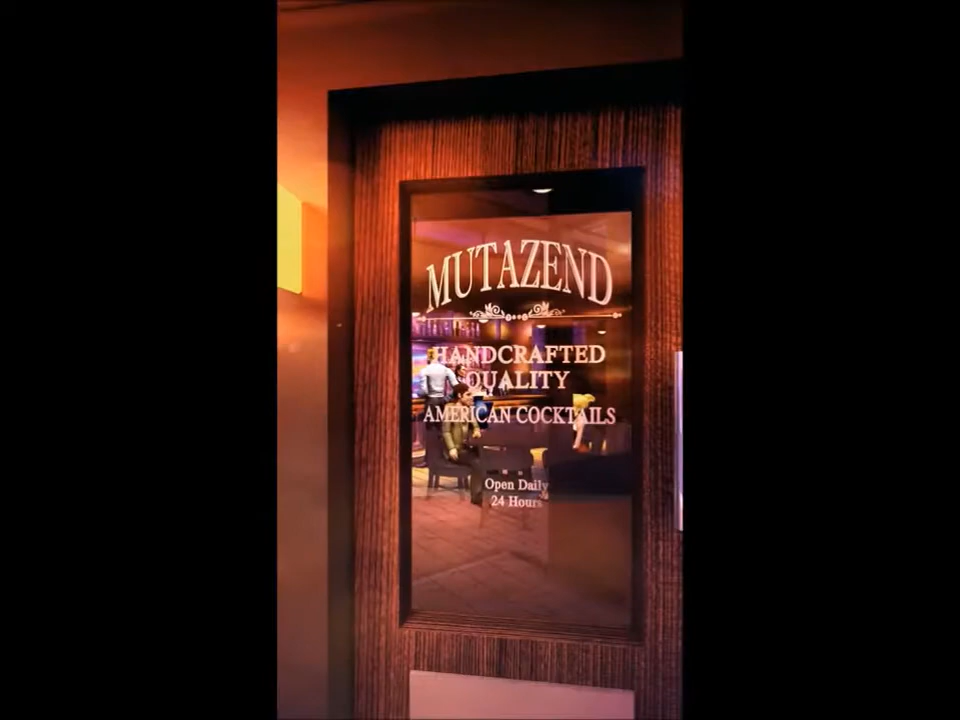 MUTAZEND
HANDCRAFTED
QUALITY
AMERICAN COCKTAILS
Open Daily
24 Hours